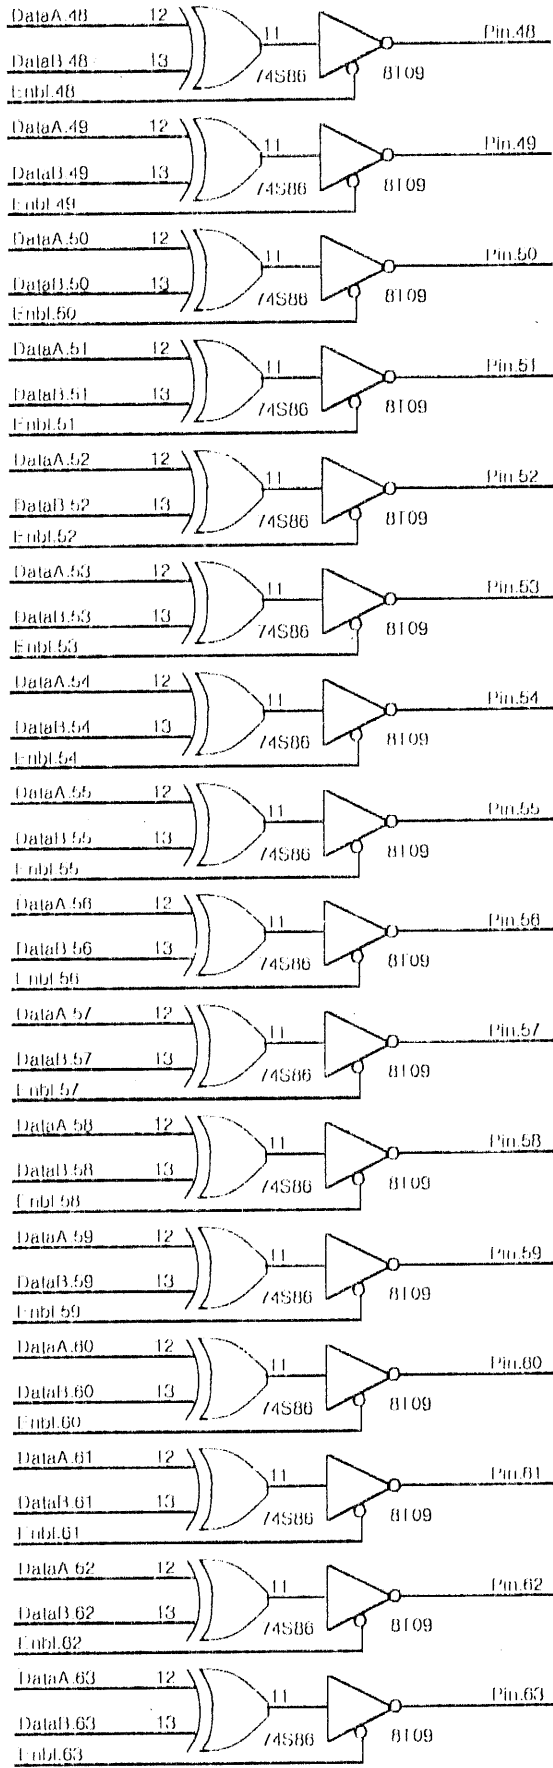 DataA.48 12 11 Pin.48
DataB.48 13 74S86 8T09
Enbl.48
DataA.49 12 11 Pin.49
DataB.49 13 74S86 8T09
Enbl.49
DataA.50 12 11 Pin.50
DataB.50 13 74S86 8T09
Enbl.50
DataA.51 12 11 Pin.51
DataB.51 13 74S86 8T09
Enbl.51
DataA.52 12 11 Pin.52
DataB.52 13 74S86 8T09
Enbl.52
DataA.53 12 11 Pin.53
DataB.53 13 74S86 8T09
Enbl.53
DataA.54 12 11 Pin.54
DataB.54 13 74S86 8T09
Enbl.54
DataA.55 12 11 Pin.55
DataB.55 13 74S86 8T09
Enbl.55
DataA.56 12 11 Pin.56
DataB.56 13 74S86 8T09
Enbl.56
DataA.57 12 11 Pin.57
DataB.57 13 74S86 8T09
Enbl.57
DataA.58 12 11 Pin.58
DataB.58 13 74S86 8T09
Enbl.58
DataA.59 12 11 Pin.59
DataB.59 13 74S86 8T09
Enbl.59
DataA.60 12 11 Pin.60
DataB.60 13 74S86 8T09
Enbl.60
DataA.61 12 11 Pin.61
DataB.61 13 74S86 8T09
Enbl.61
DataA.62 12 11 Pin.62
DataB.62 13 74S86 8T09
Enbl.62
DataA.63 12 11 Pin.63
DataB.63 13 74S86 8T09
Enbl.63